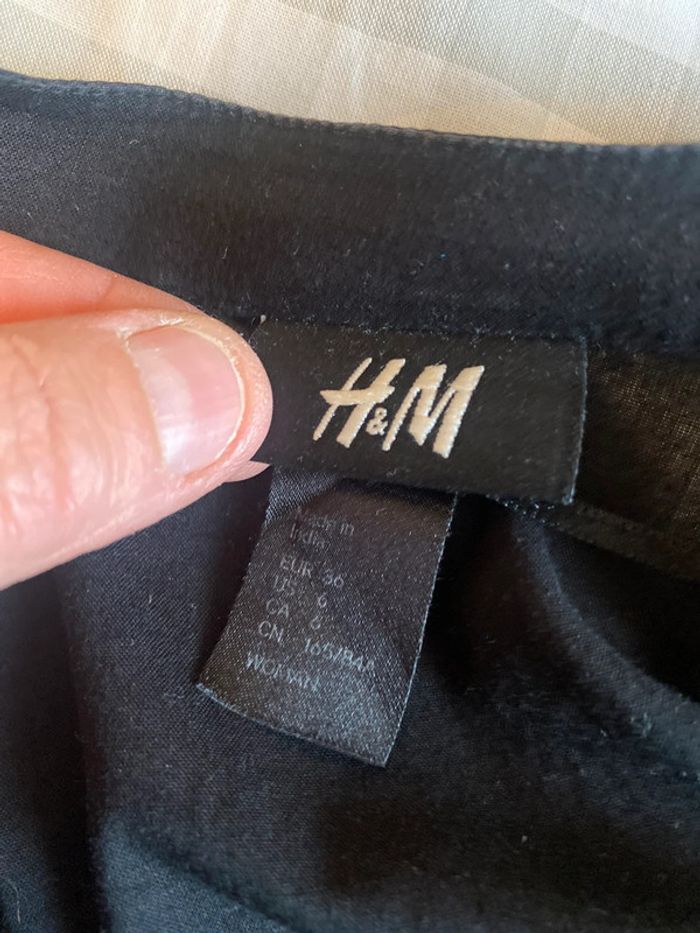 H&M
Made in
India
EUR 36
US 6
CA 6
CN 165/84A
WOMAN